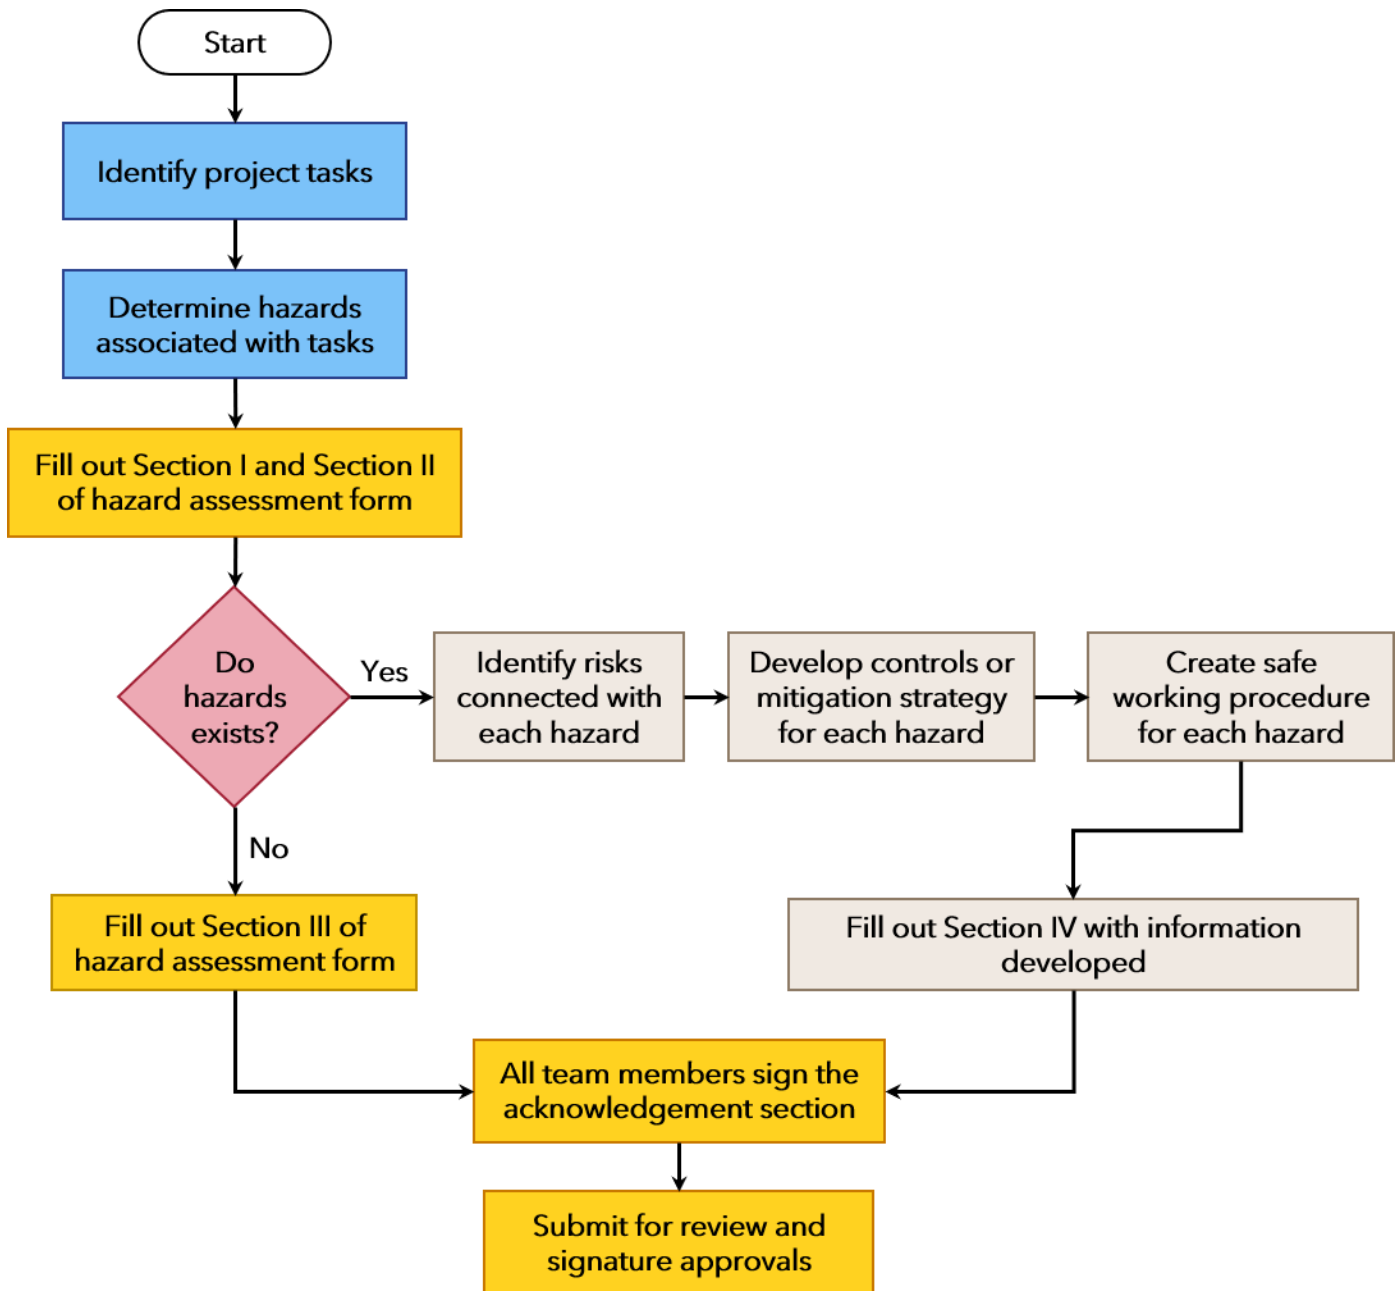 Start
Identify project tasks
Determine hazards
associated with tasks
Fill out Section I and Section II
of hazard assessment form
Do
hazards
exists?
Yes
Identify risks
connected with
each hazard
Develop controls or
mitigation strategy
for each hazard
Create safe
working procedure
for each hazard
No
Fill out Section III of
hazard assessment form
Fill out Section IV with information
developed
All team members sign the
acknowledgement section
Submit for review and
signature approvals